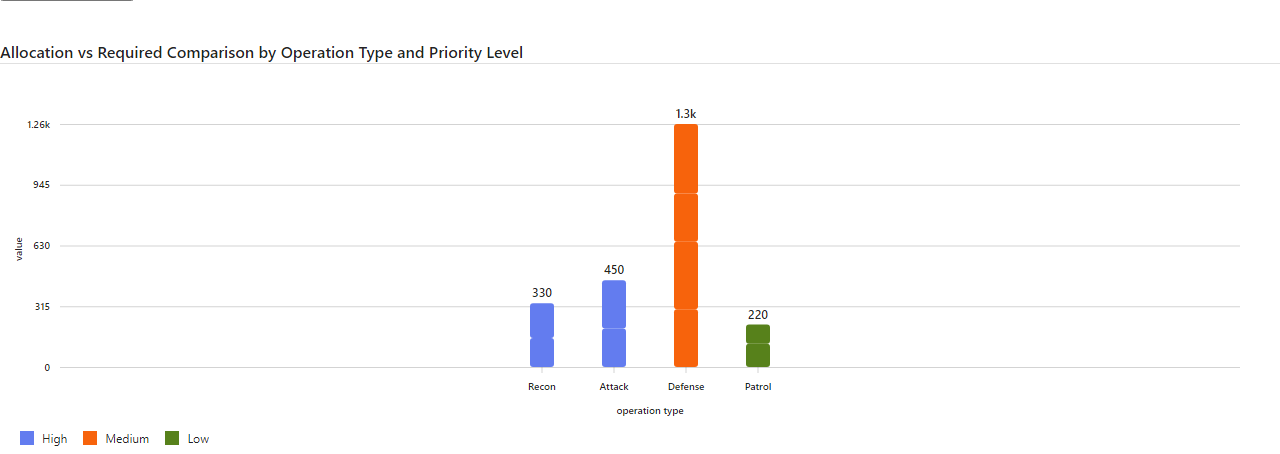 Allocation vs Required Comparison by Operation Type and Priority Level
1.3k
1.26k
945
value
630
450
330
315
220
0
Recon Attack Defense Patrol
operation type
High Medium Low